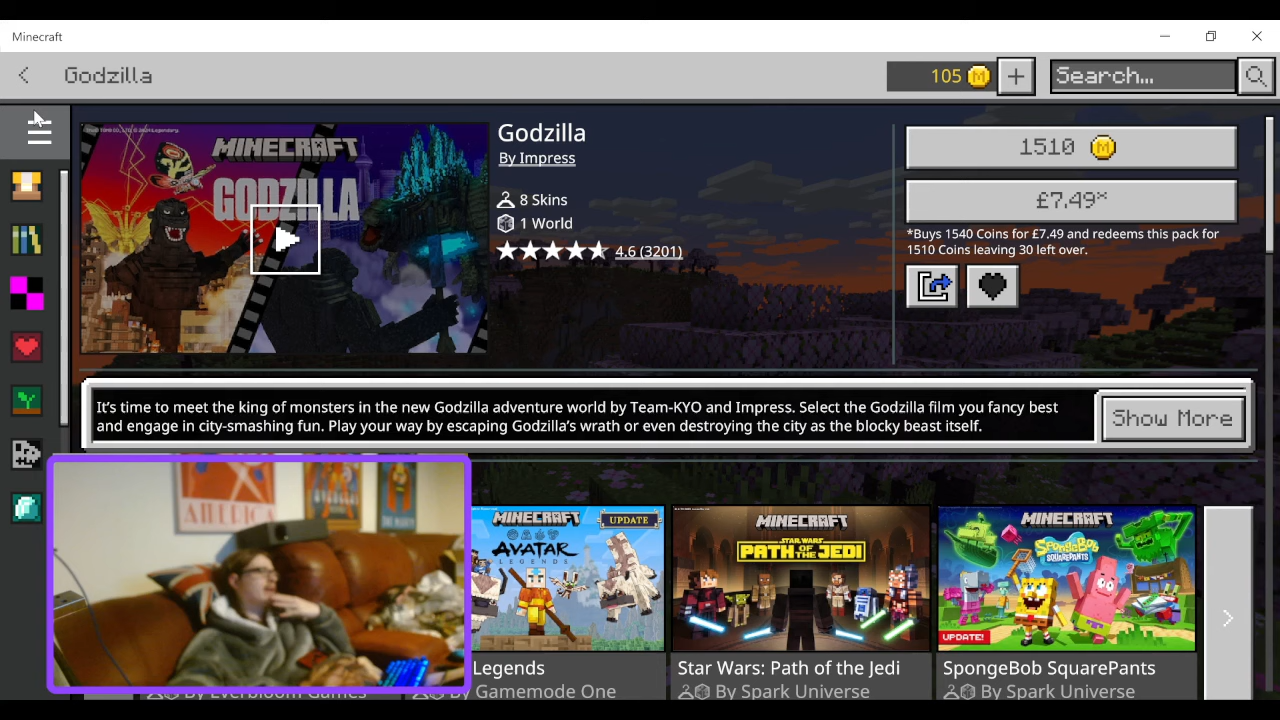 Minecraft
Godzilla
105
Search...
MINECRAFT
GODZILLA
Godzilla
By Impress
8 Skins
1 World
4.6 (3201)
1510
£7.49*
*Buys 1540 Coins for £7.49 and redeems this pack for
1510 Coins leaving 30 left over.
It's time to meet the king of monsters in the new Godzilla adventure world by Team-KYO and Impress. Select the Godzilla film you fancy best
and engage in city-smashing fun. Play your way by escaping Godzilla's wrath or even destroying the city as the blocky beast itself.
Show More
AMERICA
MINECRAFT
UPDATE
AVATAR
LEGENDS
MINECRAFT
STAR WARS
PATH OF THE JEDI
MINECRAFT
SpongeBob
SQUAREPANTS
UPDATE!
Legends
Star Wars: Path of the Jedi
SpongeBob SquarePants
By Everbloom Games
By Gamemode One
By Spark Universe
By Spark Universe